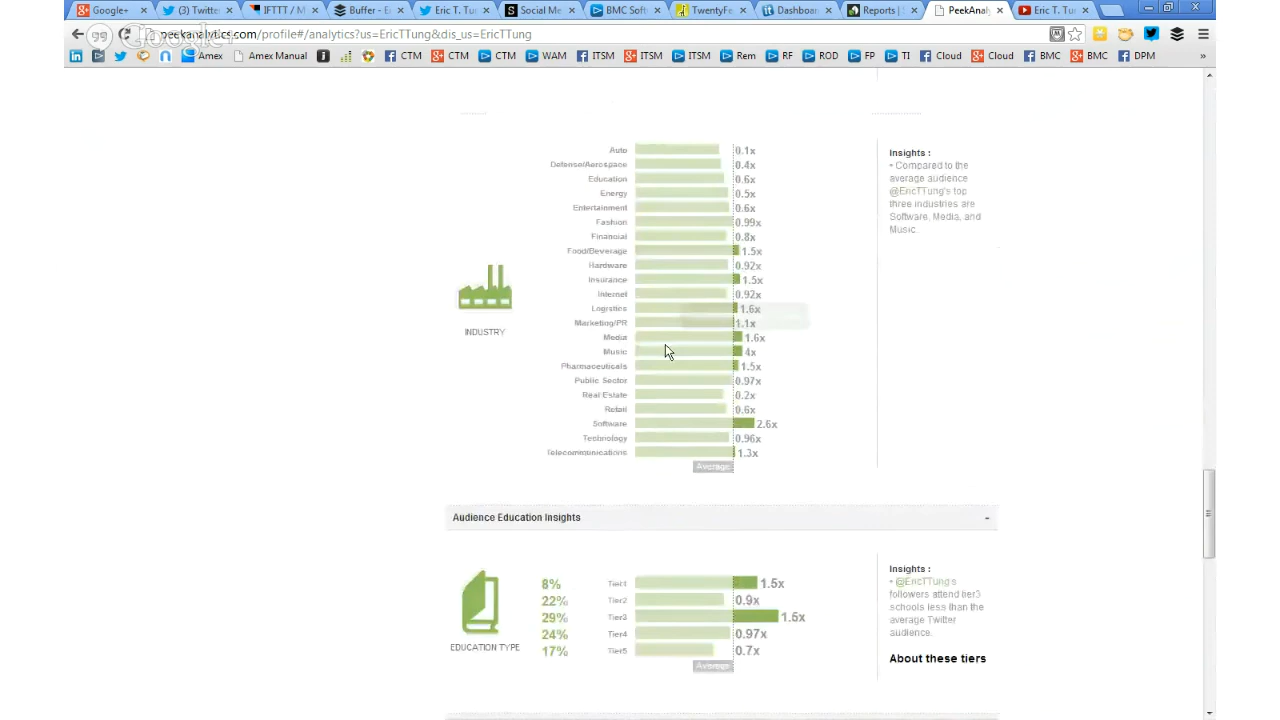 Google+
(3) Twitter
IFTTT / M
Buffer - E
Eric T. Tu
Social Me
BMC Soft
TwentyFe
Dashboar
Reports | S
PeekAnaly
Eric T. Tur
peekanalytics.com/profile#/analytics?us=EricTTung&dis_us=EricTTung
Google+
Amex Amex Manual CTM CTM CTM WAM ITSM ITSM ITSM Rem RF ROD FP TI Cloud Cloud BMC BMC DPM »
Auto 0.1x
Defense/Aerospace 0.4x
Education 0.6x
Energy 0.5x
Entertainment 0.6x
Fashion 0.99x
Financial 0.8x
Food/Beverage 1.5x
Hardware 0.92x
Insurance 1.5x
Internet 0.92x
Logistics 1.6x
Marketing/PR 1.1x
Media 1.6x
Music 4x
Pharmaceuticals 1.5x
Public Sector 0.97x
Real Estate 0.2x
Retail 0.6x
Software 2.6x
Technology 0.96x
Telecommunications 1.3x
Average
INDUSTRY
Insights :
• Compared to the
average audience
@EricTTung's top
three industries are
Software, Media, and
Music.
Audience Education Insights -
EDUCATION TYPE
8% Tier1 1.5x
22% Tier2 0.9x
29% Tier3 1.5x
24% Tier4 0.97x
17% Tier5 0.7x
Average
Insights :
• @EricTTung's
followers attend tier3
schools less than the
average Twitter
audience.
About these tiers